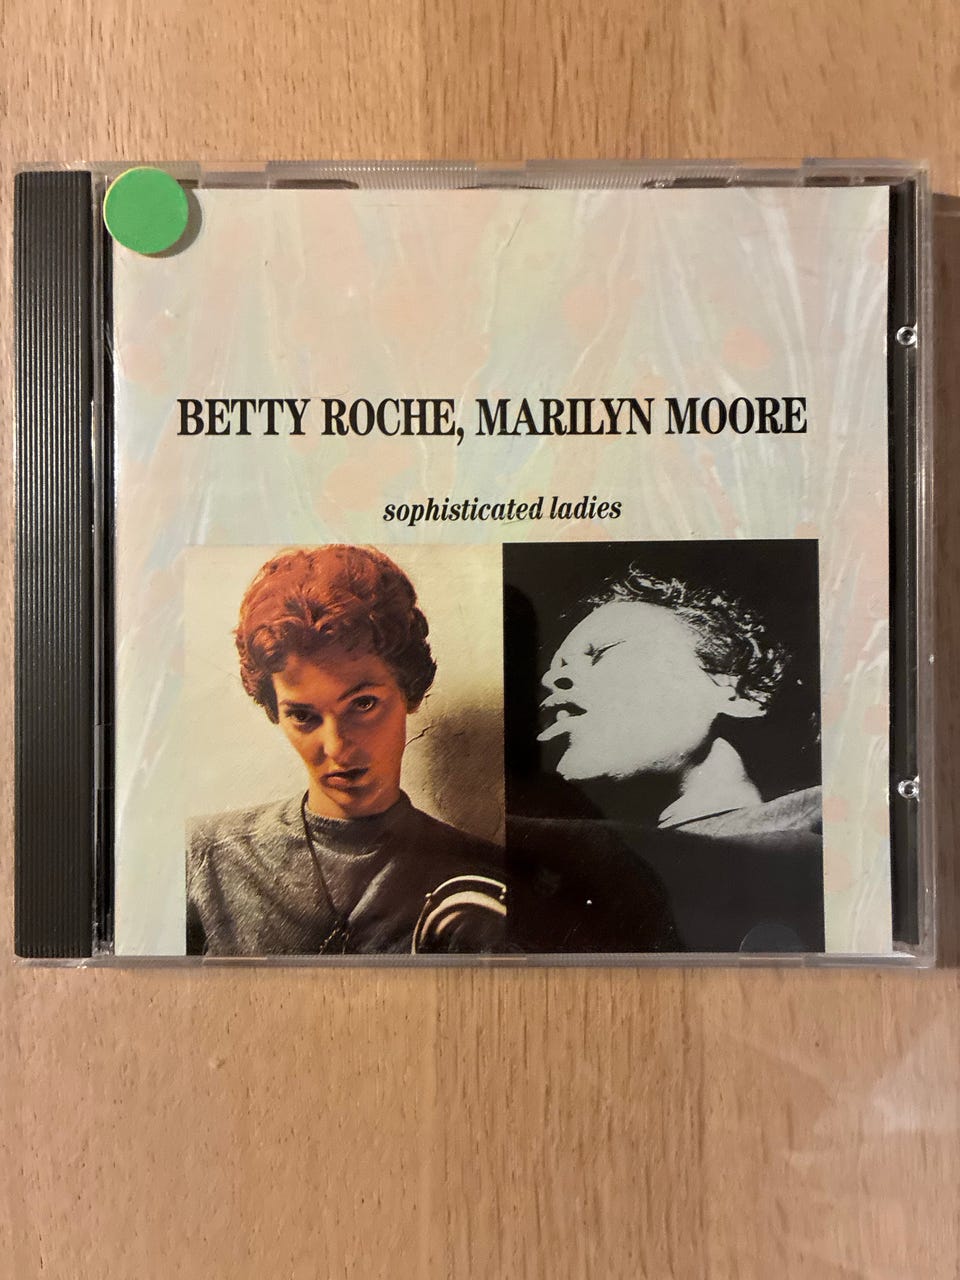 BETTY ROCHE, MARILYN MOORE
sophisticated ladies